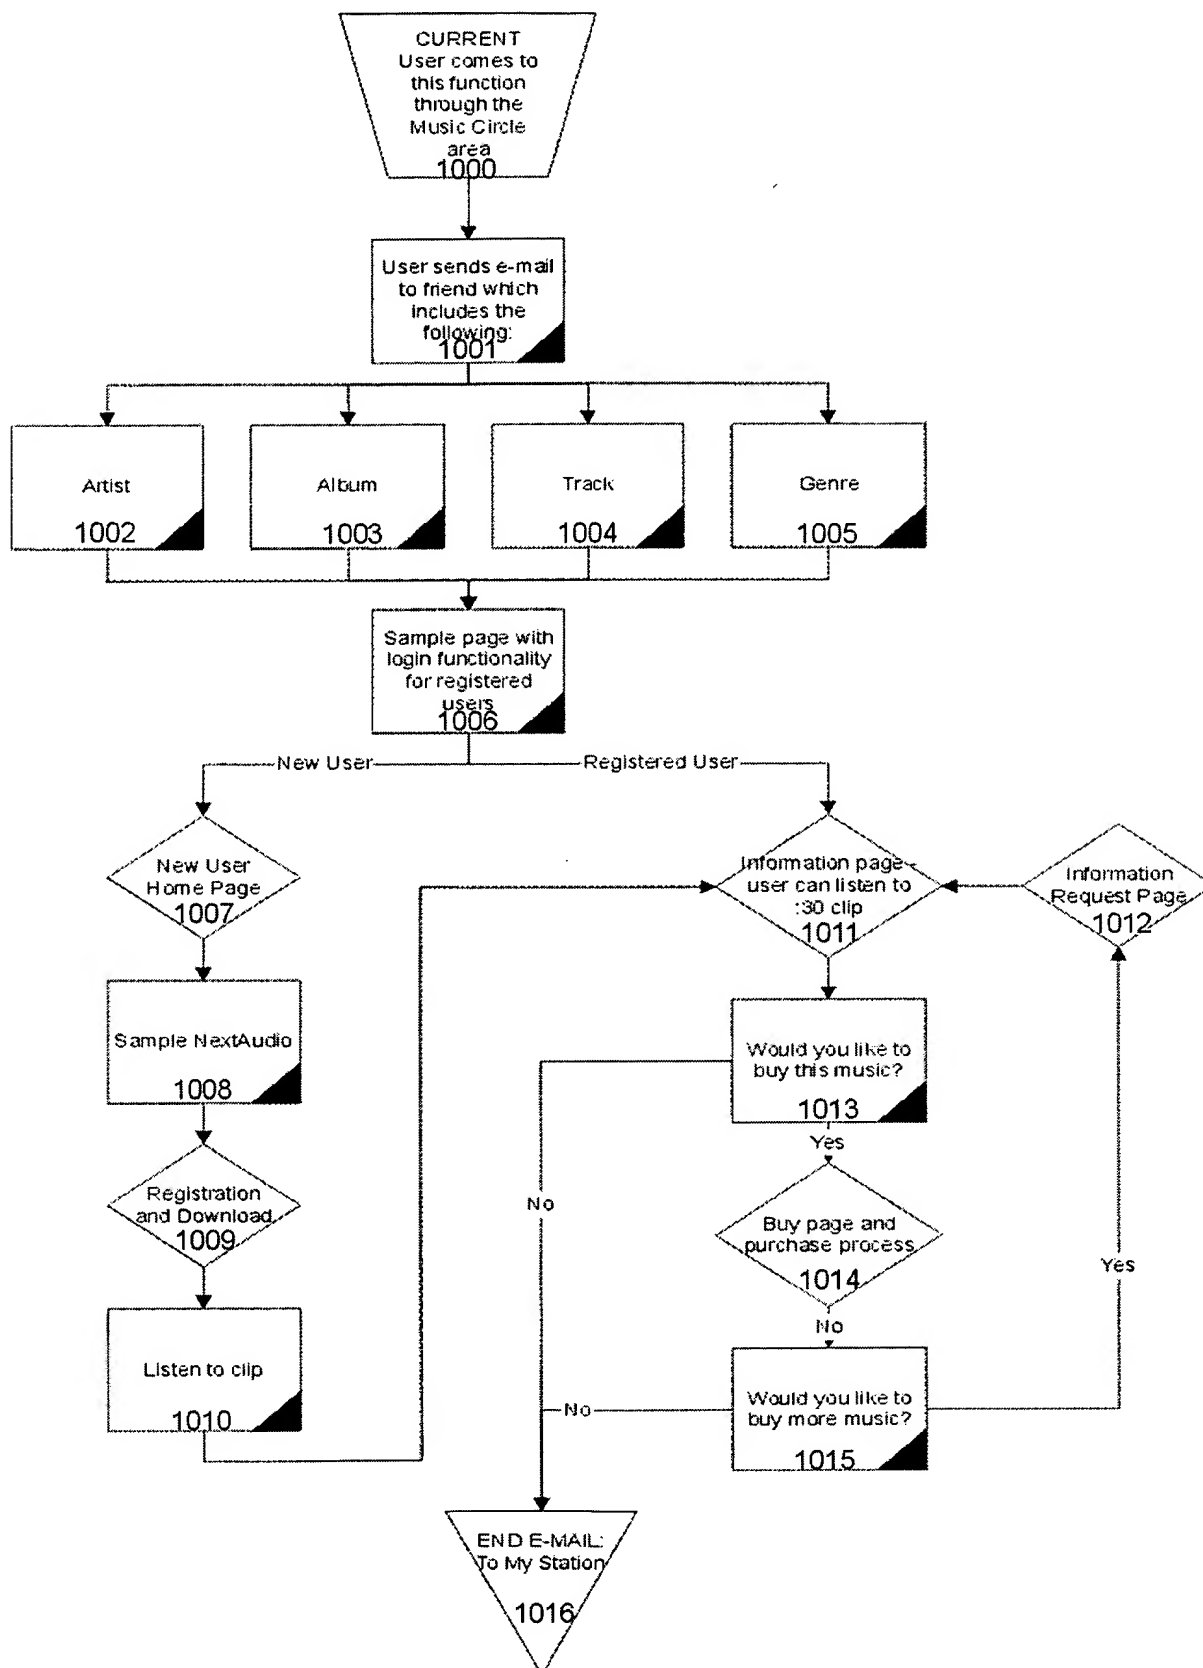 CURRENT
User comes to
this function
through the
Music Circle
area
1000
User sends e-mail
to friend which
includes the
following:
1001
Artist
1002
Album
1003
Track
1004
Genre
1005
Sample page with
login functionality
for registered
users
1006
New User
Registered User
New User
Home Page
1007
Information page -
user can listen to
:30 clip
1011
Information
Request Page
1012
Sample NextAudio
1008
Would you like to
buy this music?
1013
Yes
Registration
and Download
1009
No
Buy page and
purchase process
1014
Yes
No
Listen to clip
1010
Would you like to
buy more music?
1015
No
END E-MAIL:
To My Station
1016